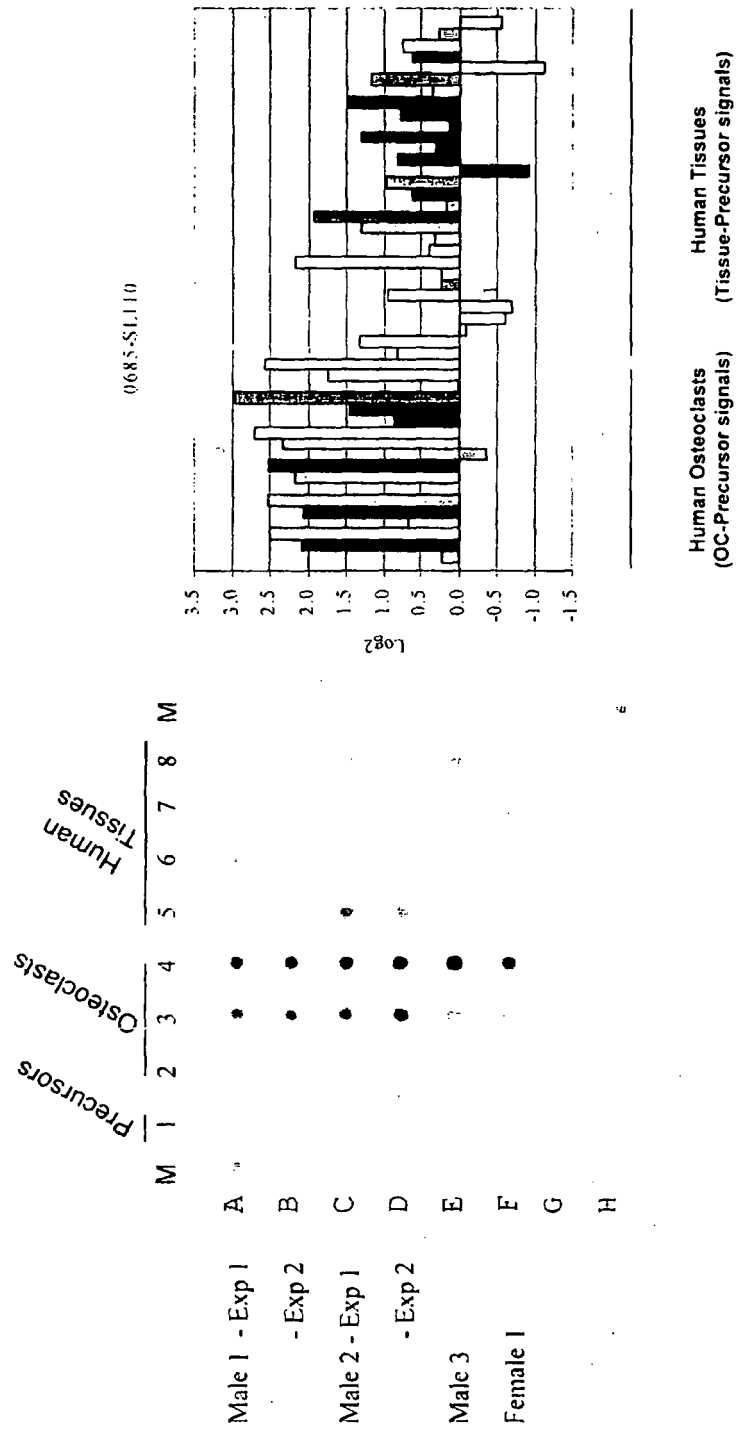 Precursors
Osteoclasts
Human
Tissues
M 1 2 3 4 5 6 7 8 M
Male 1 - Exp 1 A
- Exp 2 B
Male 2 - Exp 1 C
- Exp 2 D
Male 3 E
Female 1 F
G
H
0685-SL110
Log2
3.5
3.0
2.5
2.0
1.5
1.0
0.5
0.0
-0.5
-1.0
-1.5
Human Osteoclasts
(OC-Precursor signals)
Human Tissues
(Tissue-Precursor signals)